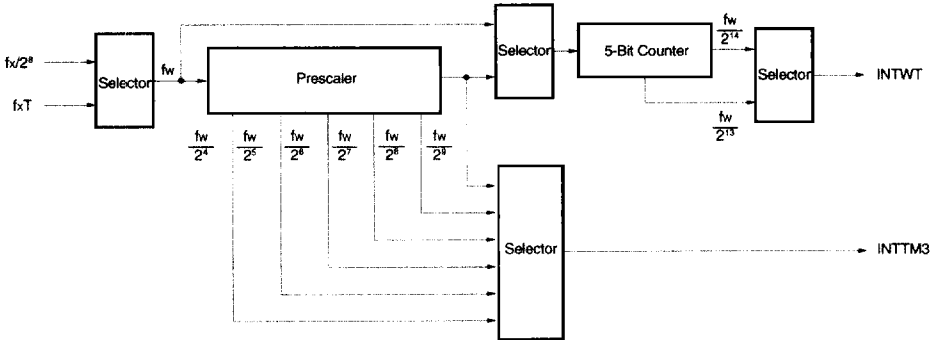 fx/2⁸
fxT
Selector
fw
Prescaler
Selector
5-Bit Counter
fw/2¹⁴
fw/2¹³
Selector
INTWT
fw/2⁴
fw/2⁵
fw/2⁶
fw/2⁷
fw/2⁸
fw/2⁹
Selector
INTTM3